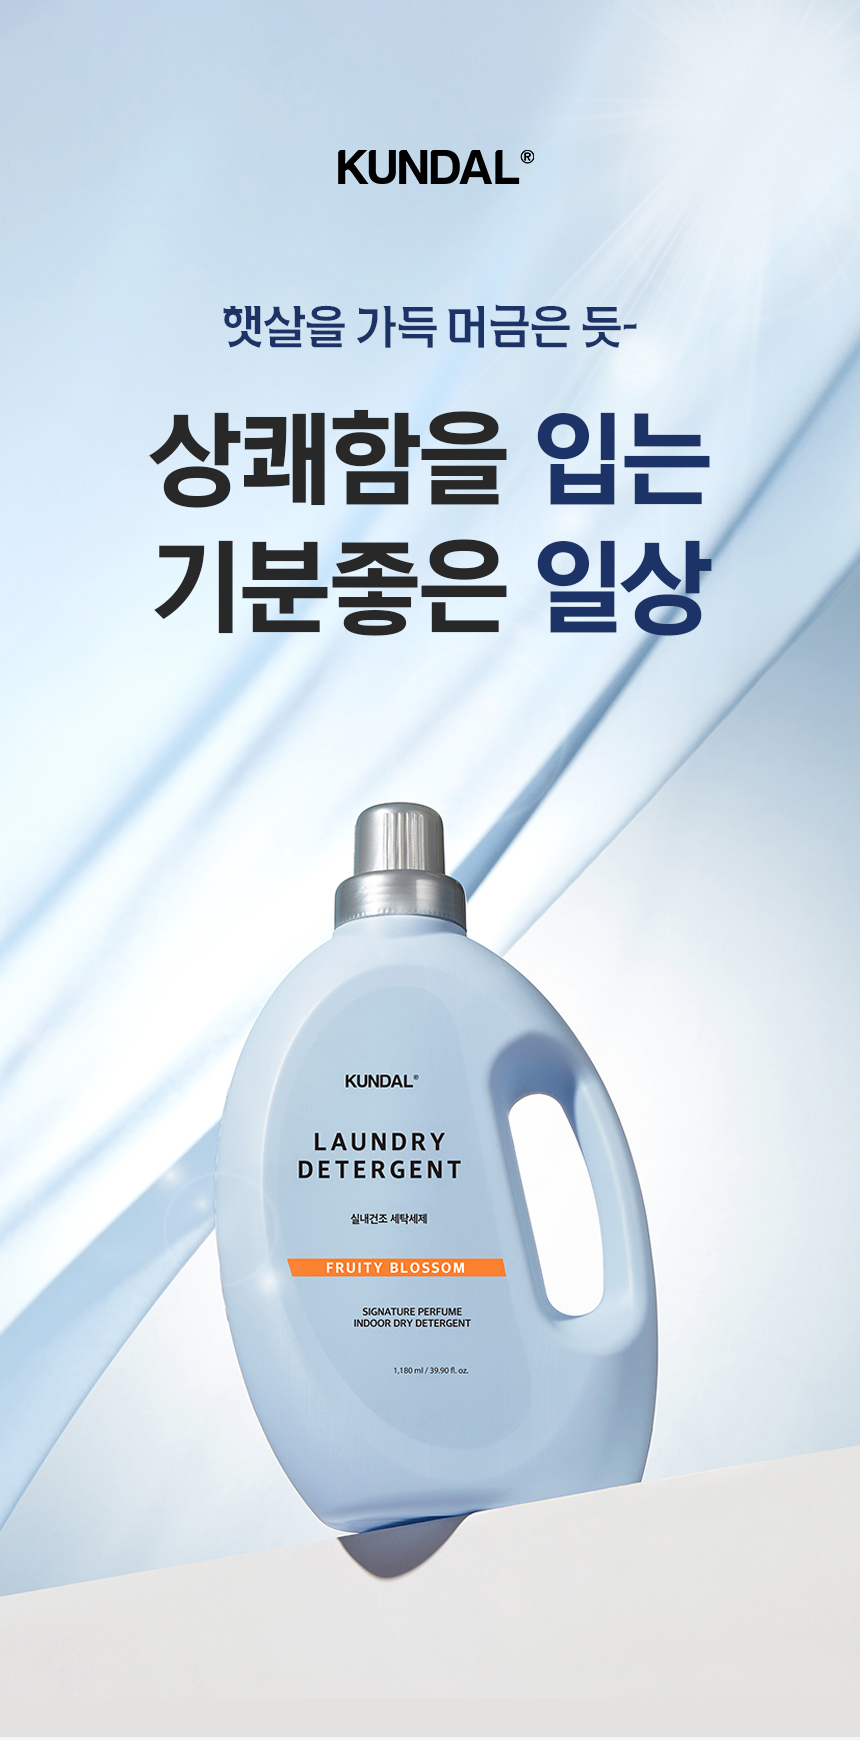 KUNDAL®
햇살을 가득 머금은 듯-
상쾌함을 입는
기분좋은 일상
KUNDAL®
LAUNDRY
DETERGENT
실내건조 세탁세제
FRUITY BLOSSOM
SIGNATURE PERFUME
INDOOR DRY DETERGENT
1,180 ml / 39.90 fl. oz.